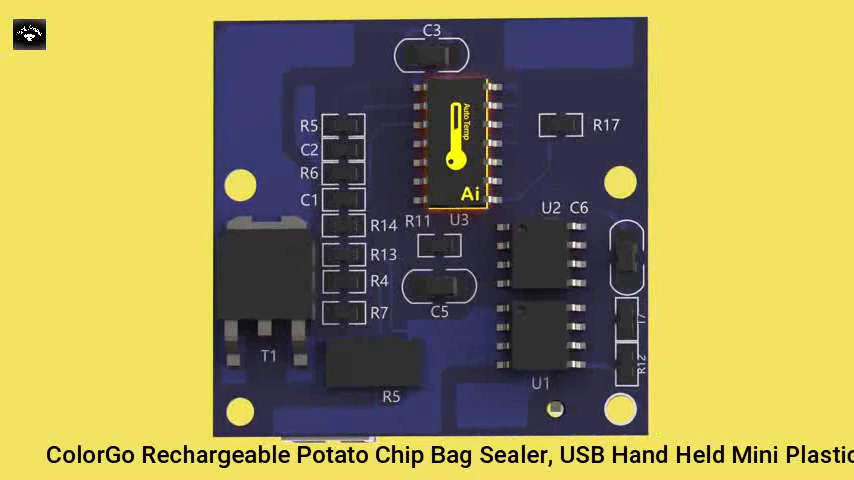 C3
R5
C2
R6
C1
R14
R13
R4
R7
R11
U3
R17
U2
C6
C5
T1
R5
U1
R12
Auto Temp
Ai
ColorGo Rechargeable Potato Chip Bag Sealer, USB Hand Held Mini Plastic